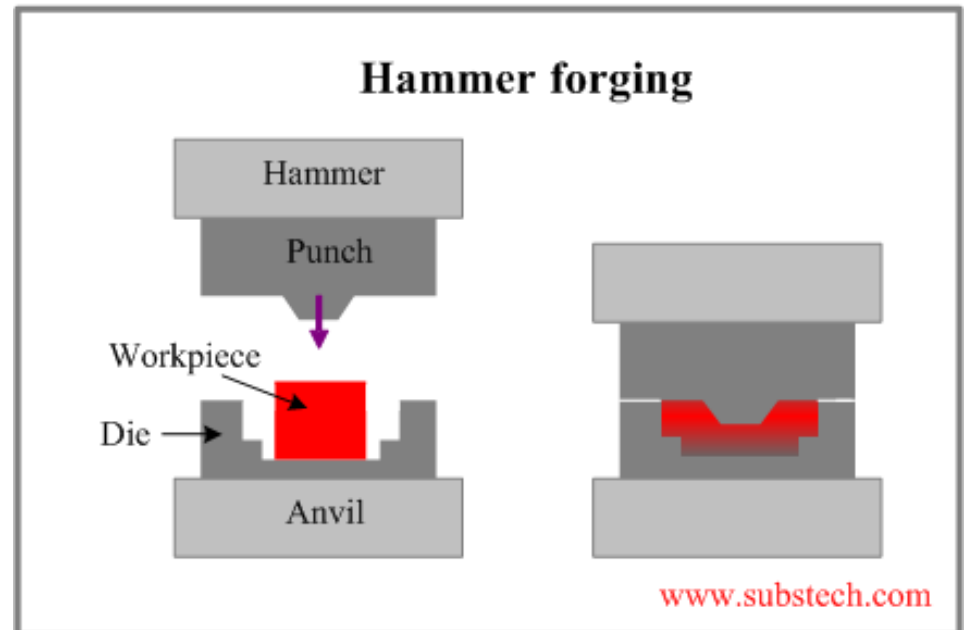 Hammer forging
Hammer
Punch
Workpiece
Die
Anvil
www.substech.com